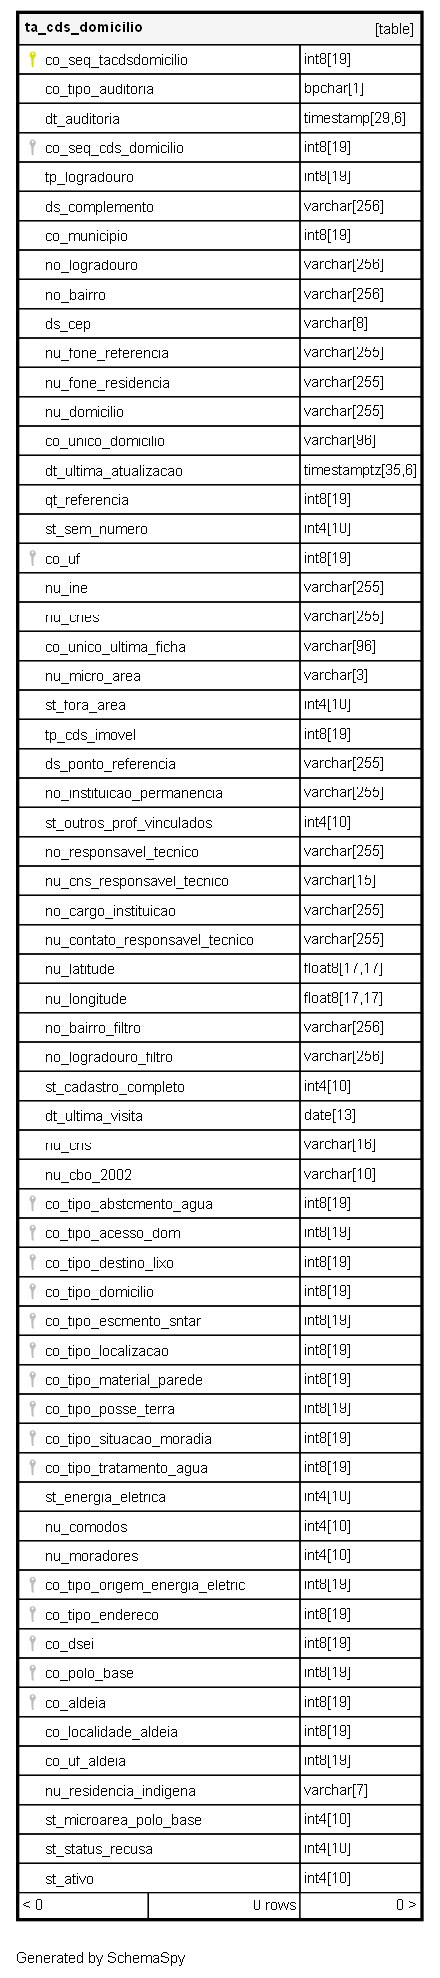 ta_cds_domicilio [table]
co_seq_tacdsdomicilio int8[19]
co_tipo_auditoria bpchar[1]
dt_auditoria timestamp[29,6]
co_seq_cds_domicilio int8[19]
tp_logradouro int8[19]
ds_complemento varchar[256]
co_municipio int8[19]
no_logradouro varchar[256]
no_bairro varchar[256]
ds_cep varchar[8]
nu_fone_referencia varchar[255]
nu_fone_residencia varchar[255]
nu_domicilio varchar[255]
co_unico_domicilio varchar[96]
dt_ultima_atualizacao timestamptz[35,6]
qt_referencia int8[19]
st_sem_numero int4[10]
co_uf int8[19]
nu_ine varchar[255]
nu_cnes varchar[255]
co_unico_ultima_ficha varchar[96]
nu_micro_area varchar[3]
st_fora_area int4[10]
tp_cds_imovel int8[19]
ds_ponto_referencia varchar[255]
no_instituicao_permanencia varchar[255]
st_outros_prof_vinculados int4[10]
no_responsavel_tecnico varchar[255]
nu_cns_responsavel_tecnico varchar[15]
no_cargo_instituicao varchar[255]
nu_contato_responsavel_tecnico varchar[255]
nu_latitude float8[17,17]
nu_longitude float8[17,17]
no_bairro_filtro varchar[256]
no_logradouro_filtro varchar[256]
st_cadastro_completo int4[10]
dt_ultima_visita date[13]
nu_cns varchar[16]
nu_cbo_2002 varchar[10]
co_tipo_abstcmento_agua int8[19]
co_tipo_acesso_dom int8[19]
co_tipo_destino_lixo int8[19]
co_tipo_domicilio int8[19]
co_tipo_escmento_sntar int8[19]
co_tipo_localizacao int8[19]
co_tipo_material_parede int8[19]
co_tipo_posse_terra int8[19]
co_tipo_situacao_moradia int8[19]
co_tipo_tratamento_agua int8[19]
st_energia_eletrica int4[10]
nu_comodos int4[10]
nu_moradores int4[10]
co_tipo_origem_energia_eletric int8[19]
co_tipo_endereco int8[19]
co_dsei int8[19]
co_polo_base int8[19]
co_aldeia int8[19]
co_localidade_aldeia int8[19]
co_uf_aldeia int8[19]
nu_residencia_indigena varchar[7]
st_microarea_polo_base int4[10]
st_status_recusa int4[10]
st_ativo int4[10]
< 0 0 rows 0 >
Generated by SchemaSpy